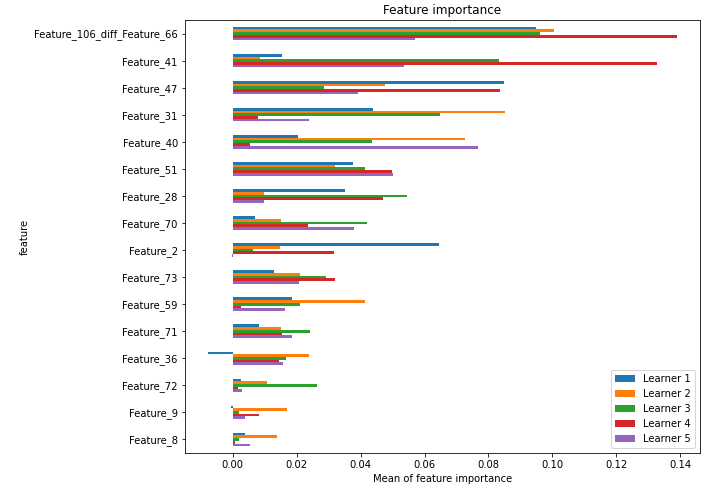 Feature importance
Feature_106_diff_Feature_66
Feature_41
Feature_47
Feature_31
Feature_40
Feature_51
Feature_28
Feature_70
Feature_2
Feature_73
Feature_59
Feature_71
Feature_36
Feature_72
Feature_9
Feature_8
feature
Learner 1
Learner 2
Learner 3
Learner 4
Learner 5
0.00 0.02 0.04 0.06 0.08 0.10 0.12 0.14
Mean of feature importance